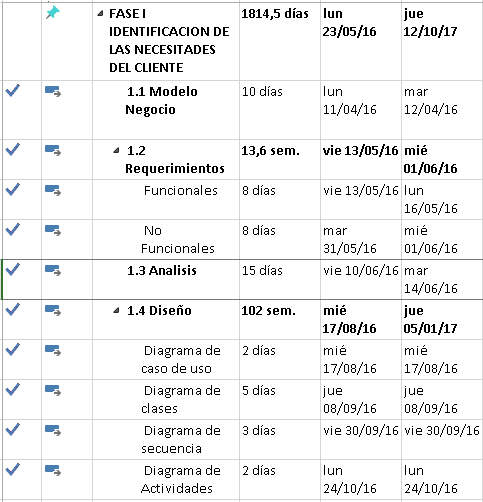 FASE I 1814,5 días lun jue
IDENTIFICACION DE 23/05/16 12/10/17
LAS NECESITADES
DEL CLIENTE
1.1 Modelo 10 días lun mar
Negocio 11/04/16 12/04/16
1.2 13,6 sem. vie 13/05/16 mié
Requerimientos 01/06/16
Funcionales 8 días vie 13/05/16 lun
16/05/16
No 8 días mar mié
Funcionales 31/05/16 01/06/16
1.3 Analisis 15 días vie 10/06/16 mar
14/06/16
1.4 Diseño 102 sem. mié jue
17/08/16 05/01/17
Diagrama de 2 días mié mié
caso de uso 17/08/16 17/08/16
Diagrama de 5 días jue jue
clases 08/09/16 08/09/16
Diagrama de 3 días vie 30/09/16 vie 30/09/16
secuencia
Diagrama de 2 días lun lun
Actividades 24/10/16 24/10/16